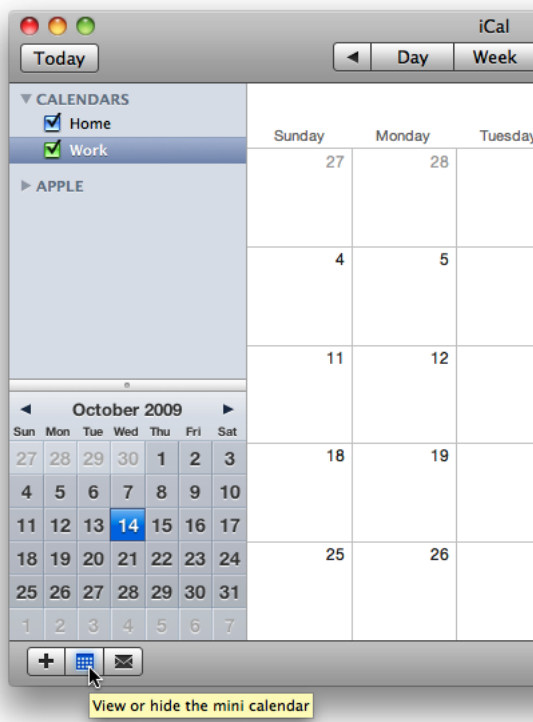 iCal
Today ◀ Day Week
▼ CALENDARS
Home
Work
▶ APPLE
Sunday Monday Tuesday
27 28
4 5
11 12
18 19
25 26
◀ October 2009 ▶
Sun Mon Tue Wed Thu Fri Sat
27 28 29 30 1 2 3
4 5 6 7 8 9 10
11 12 13 14 15 16 17
18 19 20 21 22 23 24
25 26 27 28 29 30 31
1 2 3 4 5 6 7
View or hide the mini calendar